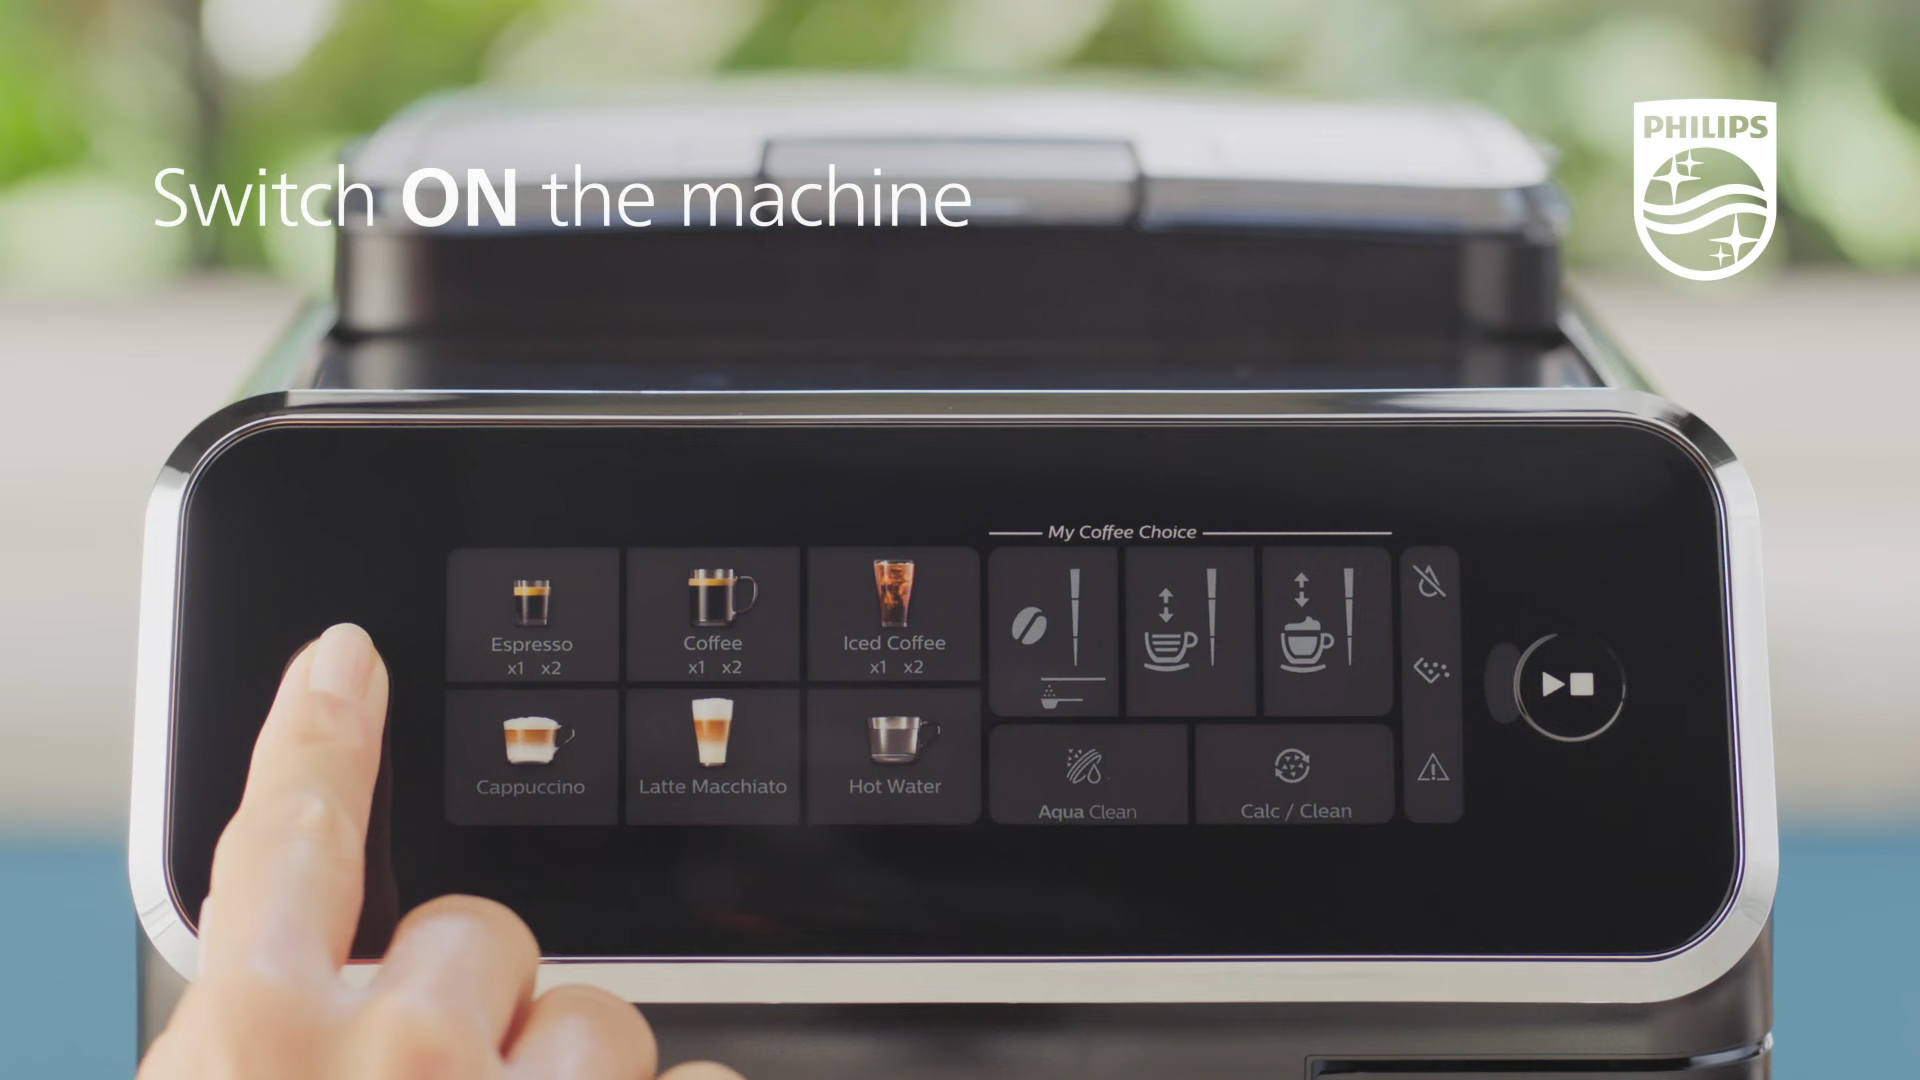 Switch ON the machine
PHILIPS
My Coffee Choice
Espresso
x1 x2
Coffee
x1 x2
Iced Coffee
x1 x2
Cappuccino
Latte Macchiato
Hot Water
Aqua Clean
Calc / Clean